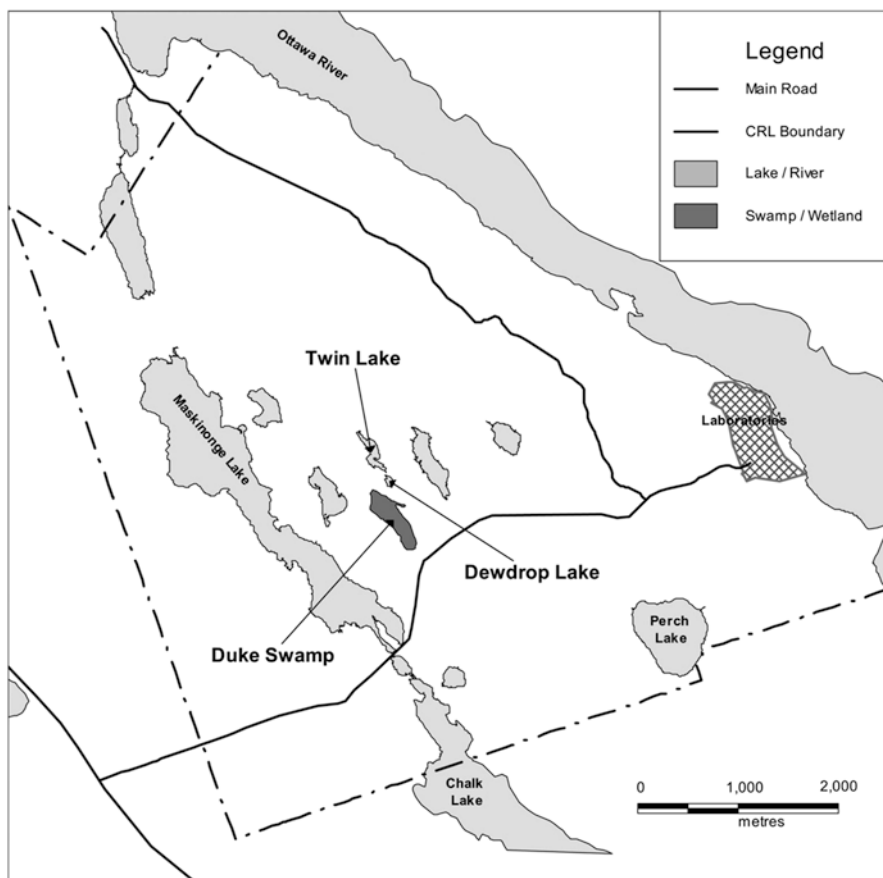 Ottawa River
Legend
Main Road
CRL Boundary
Lake / River
Swamp / Wetland
Twin Lake
Maskinonge Lake
Laboratories
Dewdrop Lake
Duke Swamp
Perch
Lake
Chalk
Lake
0 1,000 2,000
metres